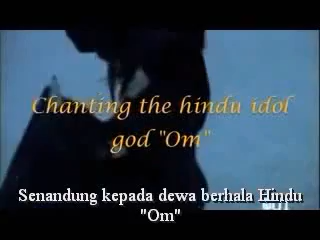 Chanting the hindu idol
god "Om"
Senandung kepada dewa berhala Hindu
"Om"